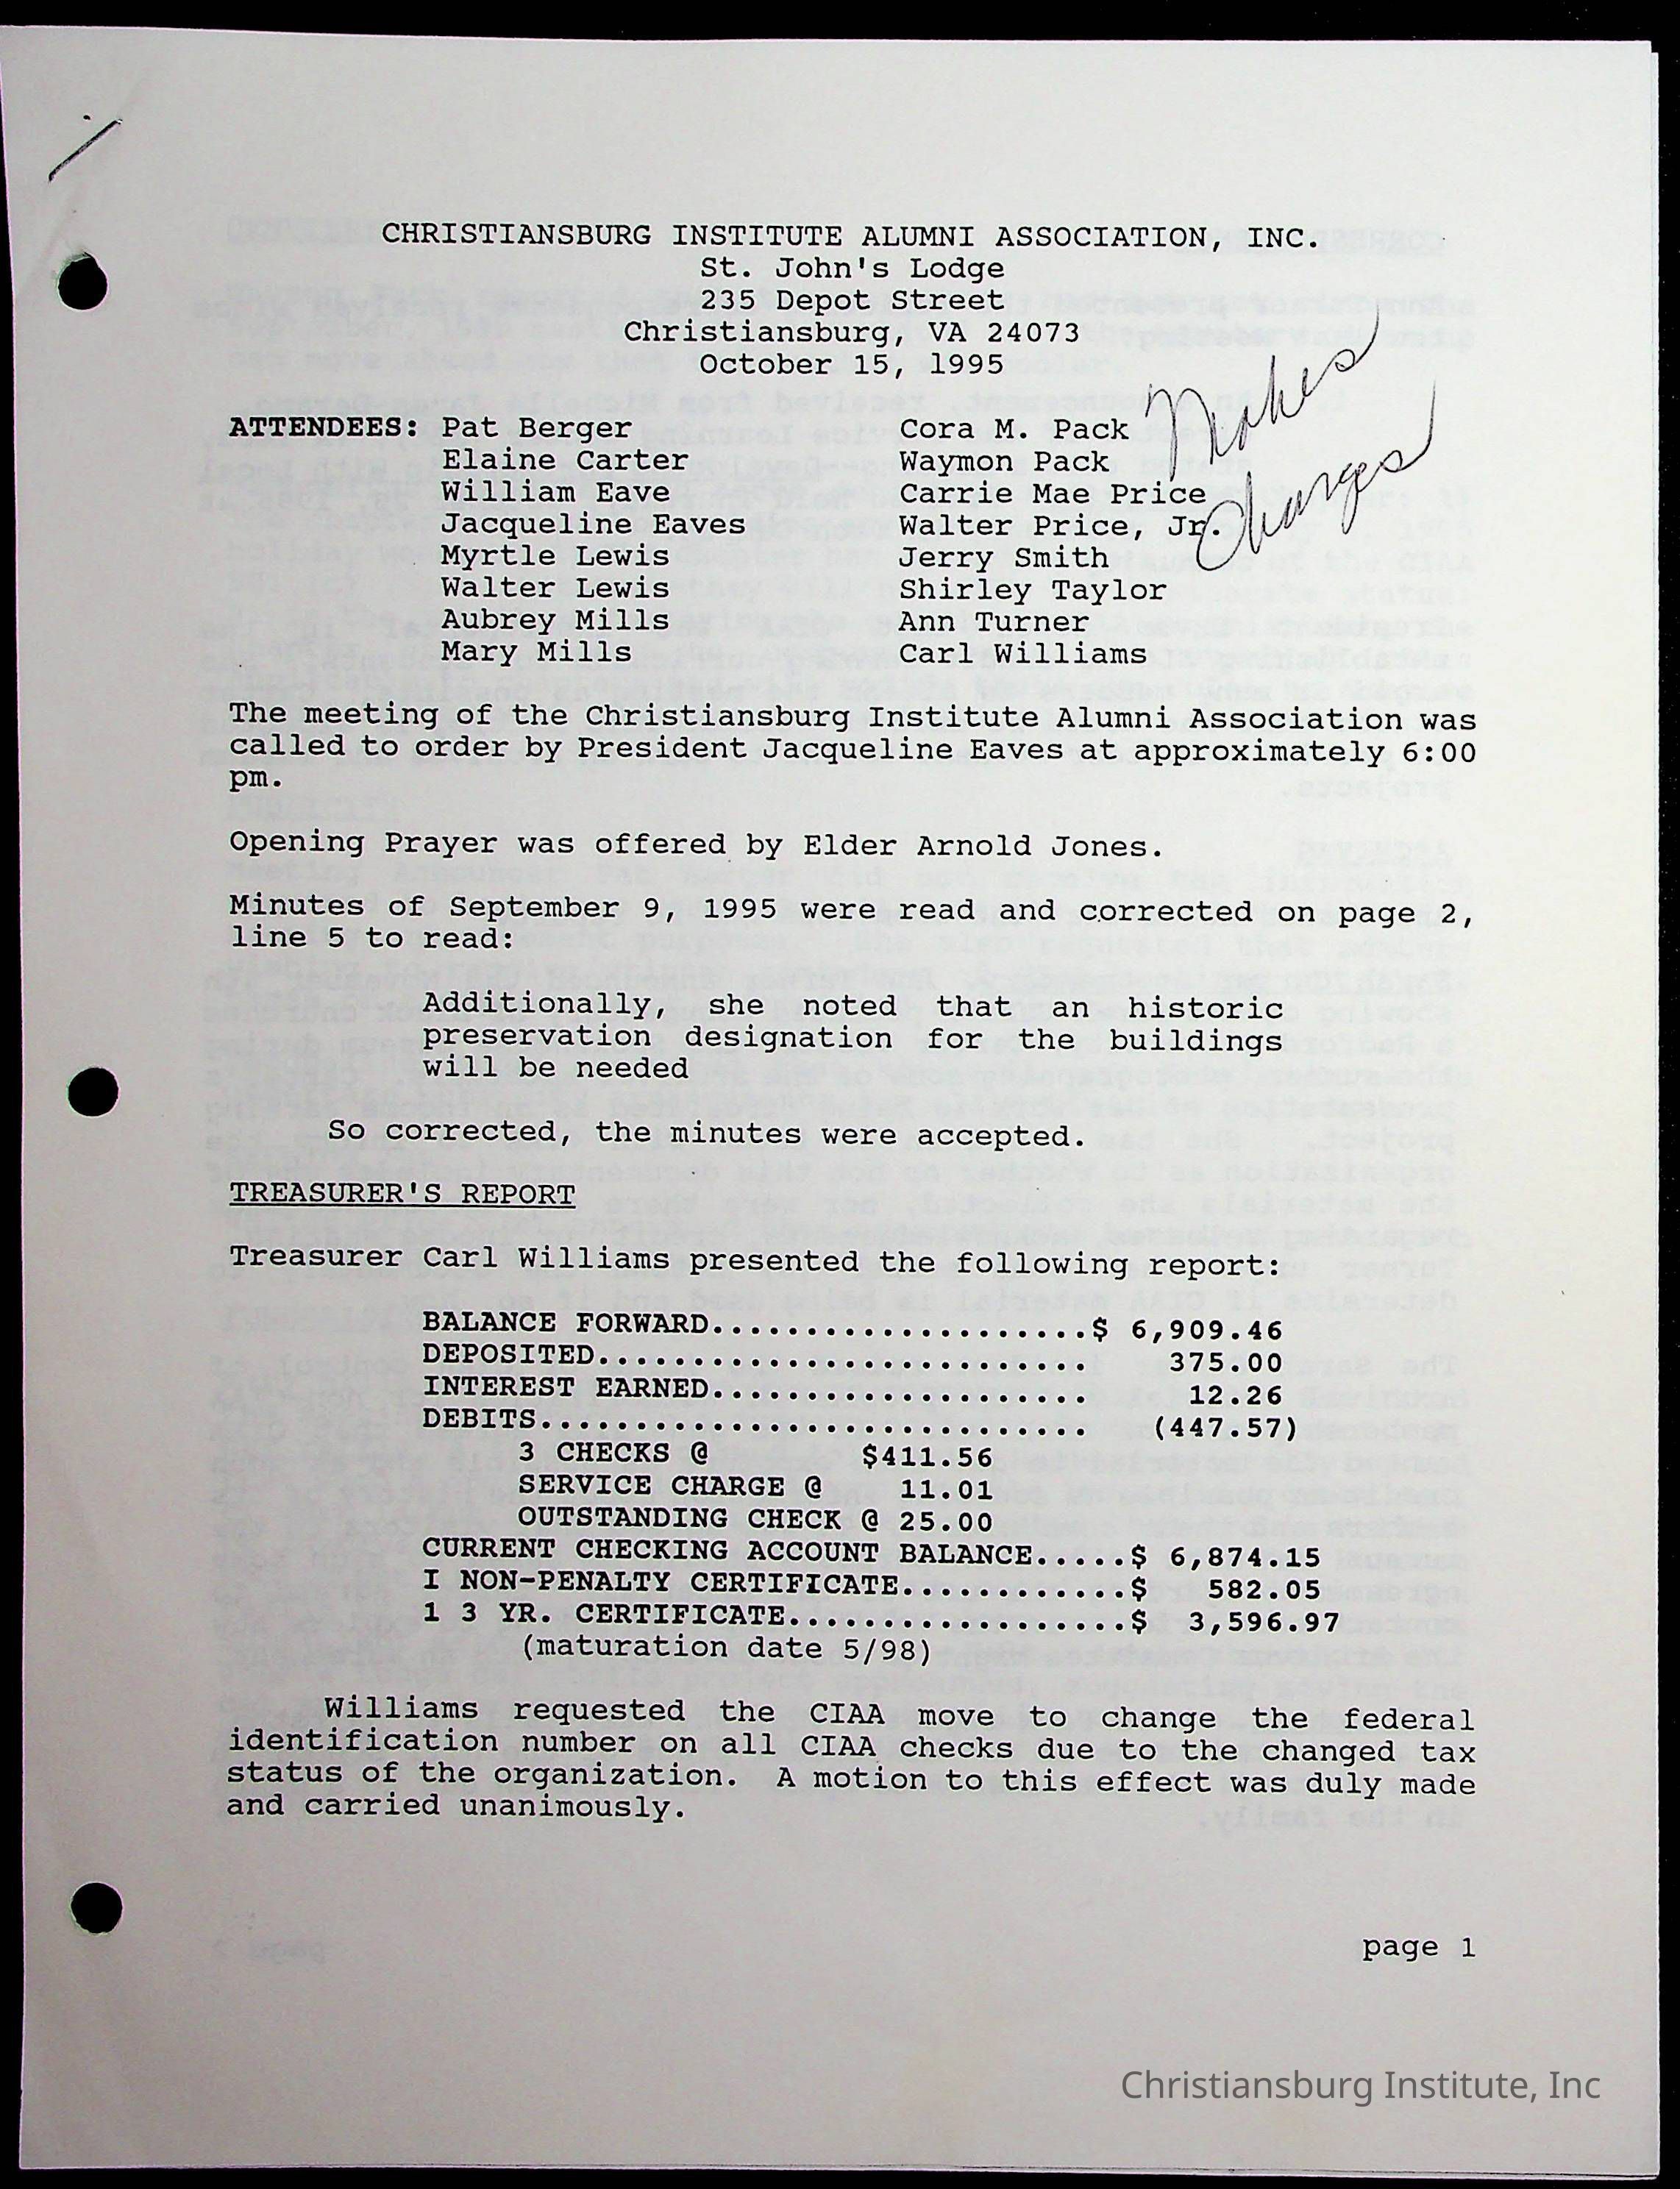 CHRISTIANSBURG INSTITUTE ALUMNI ASSOCIATION, INC.
St. John's Lodge
235 Depot Street
Christiansburg, VA 24073
October 15, 1995
Makes
Changes
ATTENDEES: Pat Berger Cora M. Pack
Elaine Carter Waymon Pack
William Eave Carrie Mae Price
Jacqueline Eaves Walter Price, Jr.
Myrtle Lewis Jerry Smith
Walter Lewis Shirley Taylor
Aubrey Mills Ann Turner
Mary Mills Carl Williams
The meeting of the Christiansburg Institute Alumni Association was
called to order by President Jacqueline Eaves at approximately 6:00
pm.
Opening Prayer was offered by Elder Arnold Jones.
Minutes of September 9, 1995 were read and corrected on page 2,
line 5 to read:
Additionally, she noted that an historic
preservation designation for the buildings
will be needed
So corrected, the minutes were accepted.
TREASURER'S REPORT
Treasurer Carl Williams presented the following report:
BALANCE FORWARD....................$ 6,909.46
DEPOSITED.......................... 375.00
INTEREST EARNED.................... 12.26
DEBITS............................. (447.57)
3 CHECKS @ $411.56
SERVICE CHARGE @ 11.01
OUTSTANDING CHECK @ 25.00
CURRENT CHECKING ACCOUNT BALANCE.....$ 6,874.15
I NON-PENALTY CERTIFICATE............$ 582.05
1 3 YR. CERTIFICATE..................$ 3,596.97
(maturation date 5/98)
Williams requested the CIAA move to change the federal
identification number on all CIAA checks due to the changed tax
status of the organization. A motion to this effect was duly made
and carried unanimously.
page 1
Christiansburg Institute, Inc